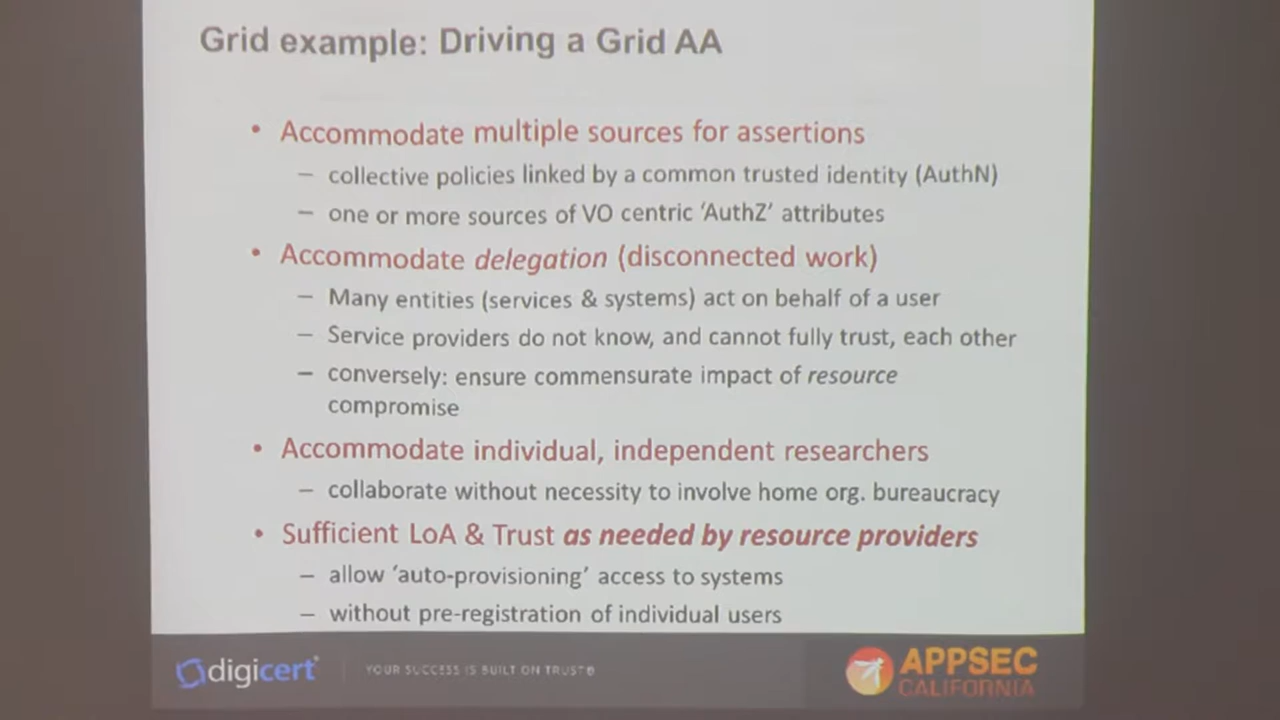 Grid example: Driving a Grid AA
• Accommodate multiple sources for assertions
– collective policies linked by a common trusted identity (AuthN)
– one or more sources of VO centric ‘AuthZ’ attributes
• Accommodate delegation (disconnected work)
– Many entities (services & systems) act on behalf of a user
– Service providers do not know, and cannot fully trust, each other
– conversely: ensure commensurate impact of resource
compromise
• Accommodate individual, independent researchers
– collaborate without necessity to involve home org. bureaucracy
• Sufficient LoA & Trust as needed by resource providers
– allow ‘auto-provisioning’ access to systems
– without pre-registration of individual users
digicert
YOUR SUCCESS IS BUILT ON TRUST®
APPSEC
CALIFORNIA